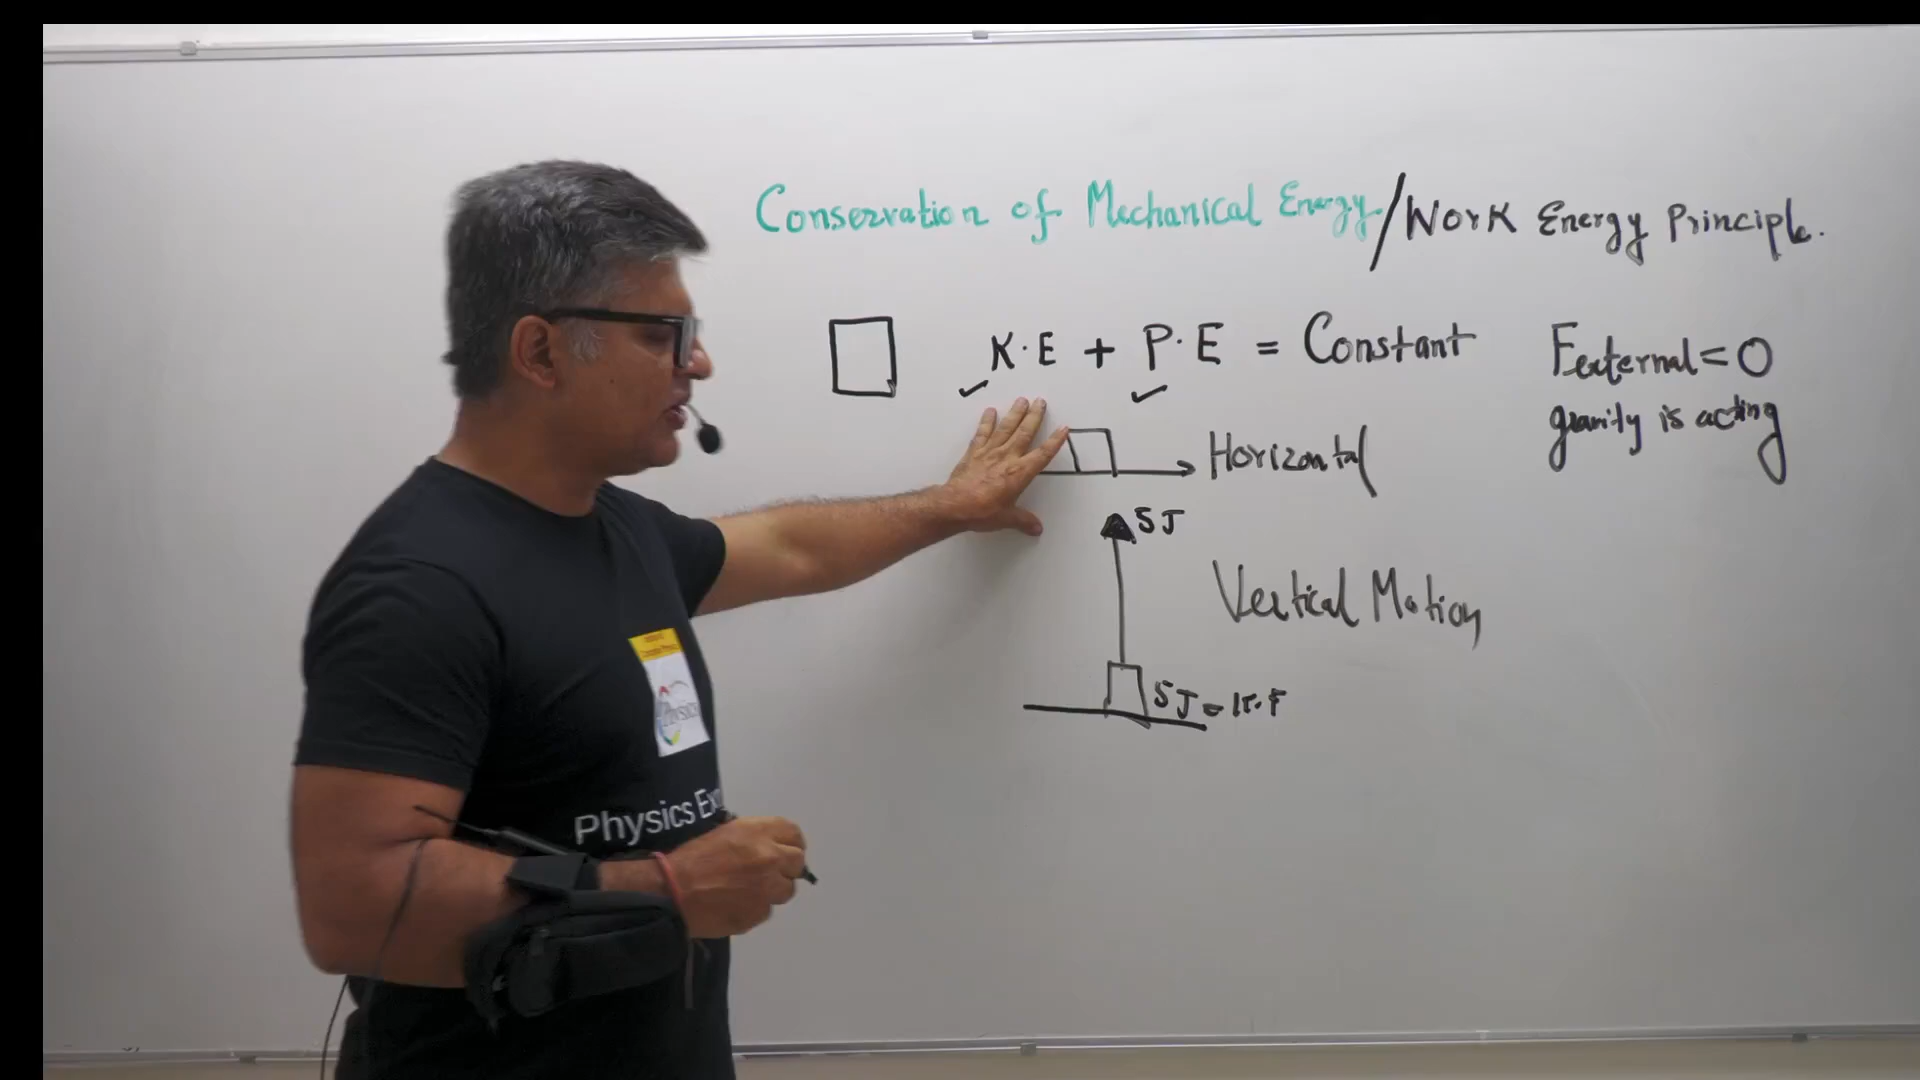 Conservation of Mechanical Energy/Work Energy Principle.
K.E + P.E = Constant
Fexternal = 0
gravity is acting
Horizontal
5J
Vertical Motion
5J =
Physics
Physics